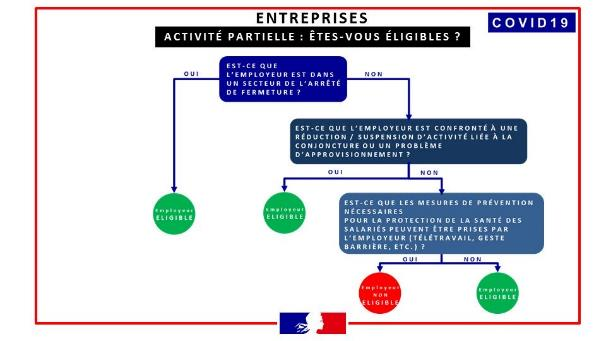 ENTREPRISES
COVID19
ACTIVITÉ PARTIELLE : ÊTES-VOUS ÉLIGIBLES ?
EST-CE QUE
L'EMPLOYEUR EST DANS
UN SECTEUR DE L'ARRÊTÉ
DE FERMETURE ?
OUI
NON
EST-CE QUE L'EMPLOYEUR EST CONFRONTÉ À UNE
RÉDUCTION / SUSPENSION D'ACTIVITÉ LIÉE À LA
CONJONCTURE OU UN PROBLÈME
D'APPROVISIONNEMENT ?
OUI
NON
Employeur
ÉLIGIBLE
Employeur
ÉLIGIBLE
EST-CE QUE LES MESURES DE PRÉVENTION
NÉCESSAIRES
POUR LA PROTECTION DE LA SANTÉ DES
SALARIÉS PEUVENT ÊTRE PRISES PAR
L'EMPLOYEUR (TÉLÉTRAVAIL, GESTE
BARRIÈRE, ETC.) ?
OUI
NON
Employeur
NON
ÉLIGIBLE
Employeur
ÉLIGIBLE